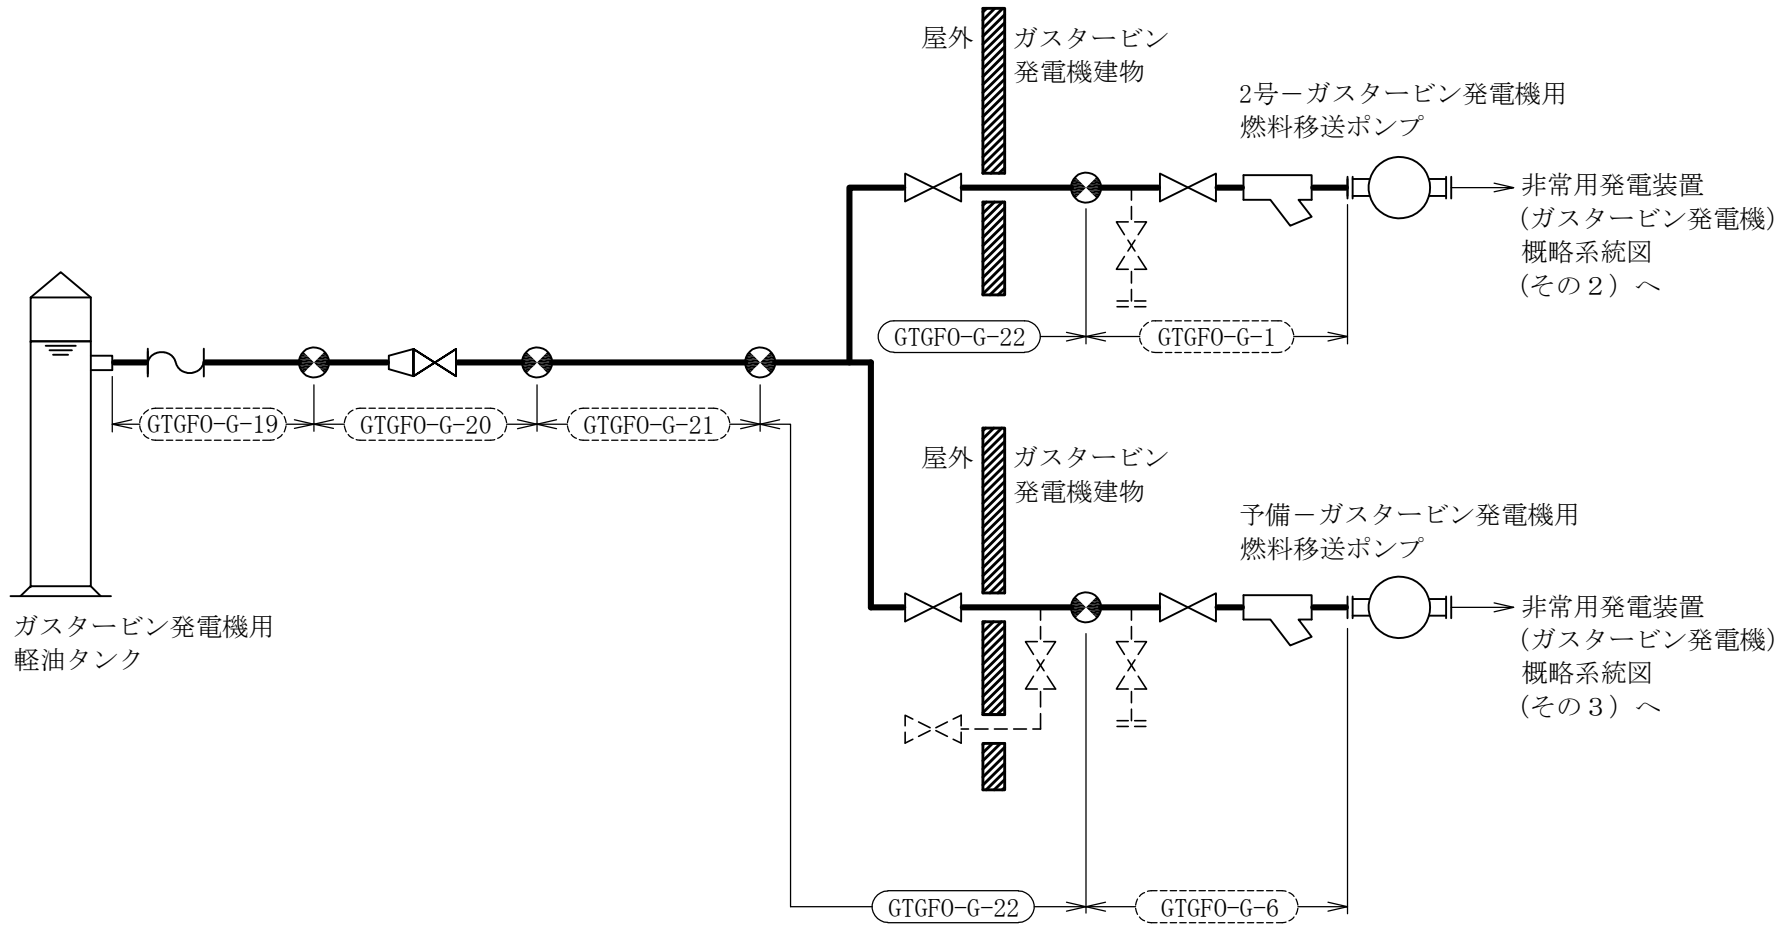 屋外
ガスタービン
発電機建物
2号－ガスタービン発電機用
燃料移送ポンプ
非常用発電装置
(ガスタービン発電機)
概略系統図
(その２) へ
GTGFO-G-22
GTGFO-G-1
GTGFO-G-19
GTGFO-G-20
GTGFO-G-21
屋外
ガスタービン
発電機建物
予備－ガスタービン発電機用
燃料移送ポンプ
非常用発電装置
(ガスタービン発電機)
概略系統図
(その３) へ
ガスタービン発電機用
軽油タンク
GTGFO-G-22
GTGFO-G-6